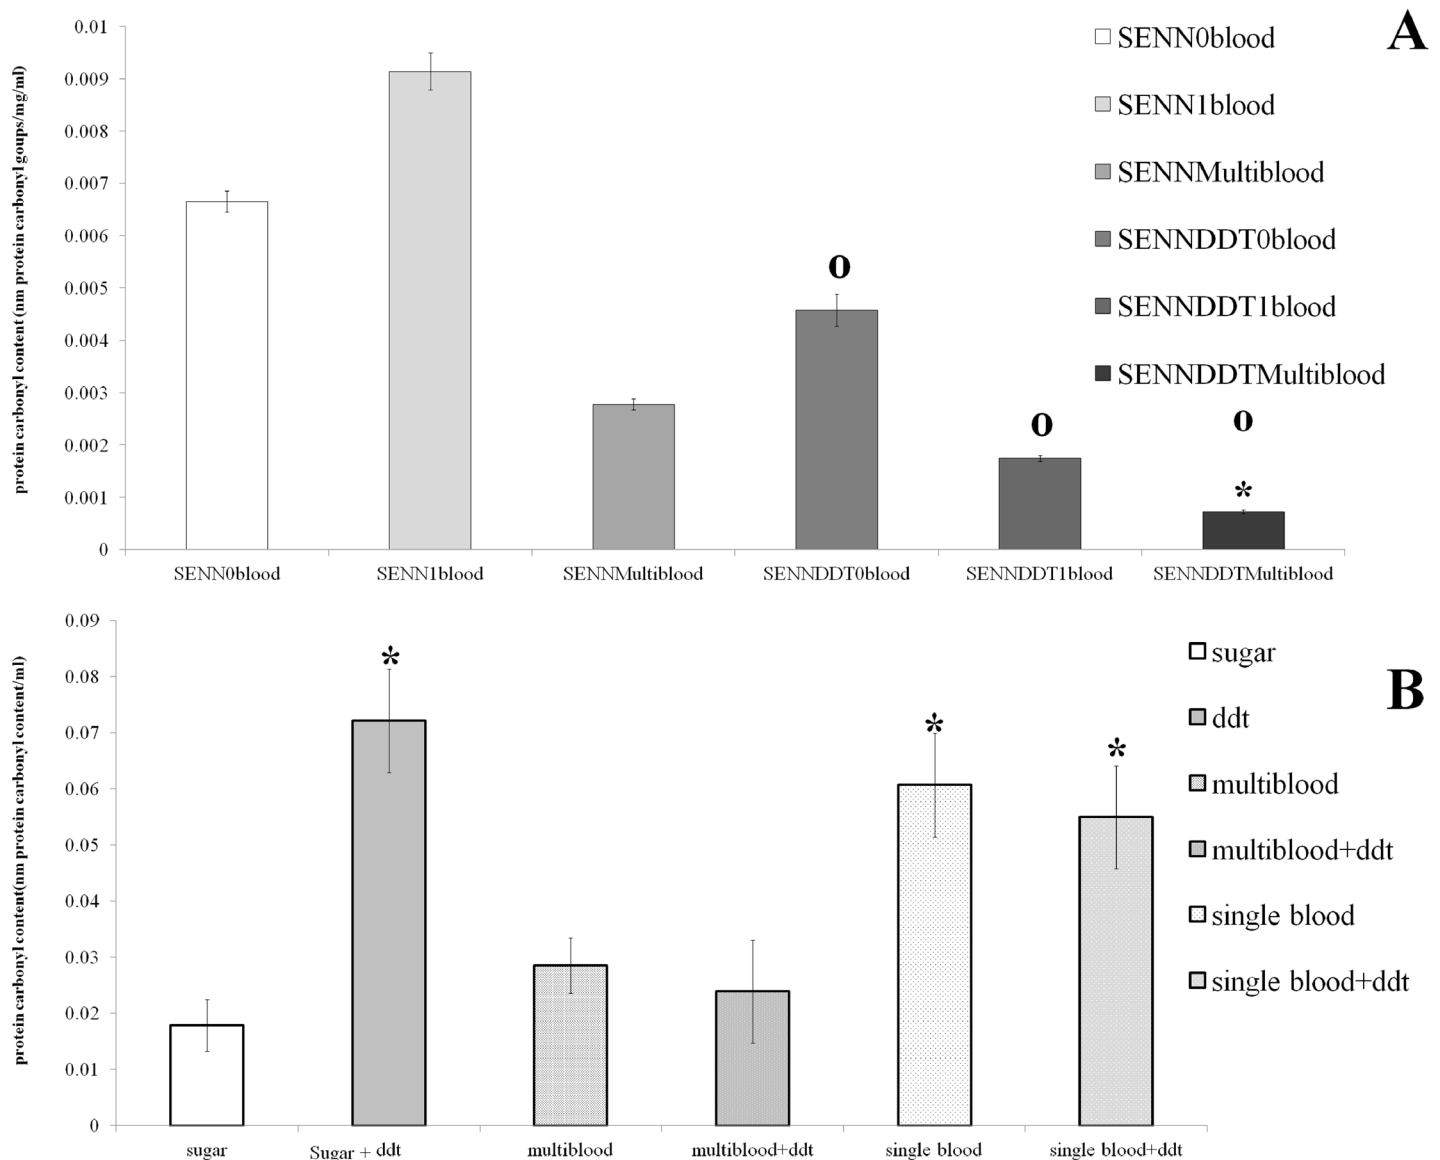 A
protein carbonyl content (nm protein carbonyl goups/mg/ml)
0.01
0.009
0.008
0.007
0.006
0.005
0.004
0.003
0.002
0.001
0
SENN0blood
SENN1blood
SENNMultiblood
SENNDDT0blood
SENNDDT1blood
SENNDDTMultiblood
o
o
o
*
SENN0blood SENN1blood SENNMultiblood SENNDDT0blood SENNDDT1blood SENNDDTMultiblood
B
protein carbonyl content(nm protein carbonyl content/ml)
0.09
0.08
0.07
0.06
0.05
0.04
0.03
0.02
0.01
0
*
*
*
sugar
ddt
multiblood
multiblood+ddt
single blood
single blood+ddt
sugar Sugar + ddt multiblood multiblood+ddt single blood single blood+ddt